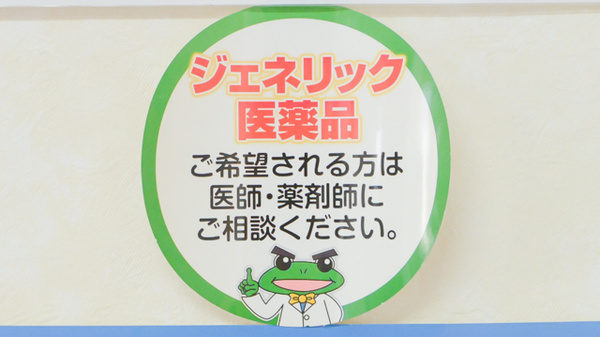 ジェネリック
医薬品
ご希望される方は
医師・薬剤師に
ご相談ください。